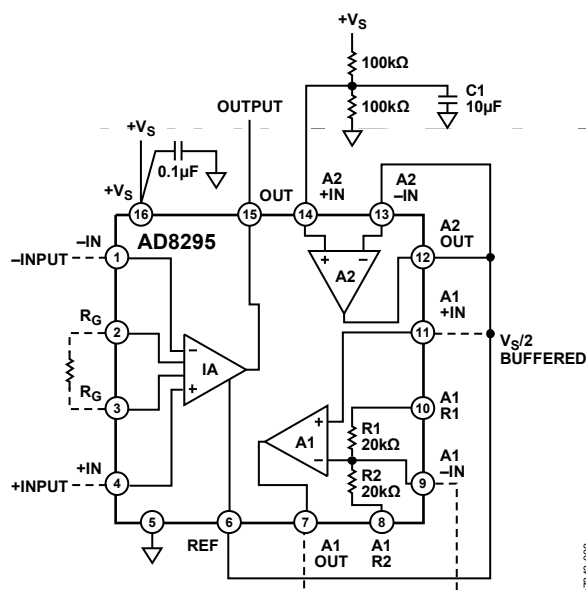 +VS
100kΩ
100kΩ
C1
10µF
OUTPUT
+VS
0.1µF
+VS
OUT
A2
+IN
A2
–IN
16
15
14
13
AD8295
A2
OUT
–IN
–INPUT
1
+
–
A2
12
A1
+IN
RG
2
11
VS/2
BUFFERED
–
IA
+
RG
3
10
A1
R1
+
A1
–
R1
20kΩ
R2
20kΩ
A1
–IN
+IN
+INPUT
4
9
5
6
7
8
REF
A1
OUT
A1
R2